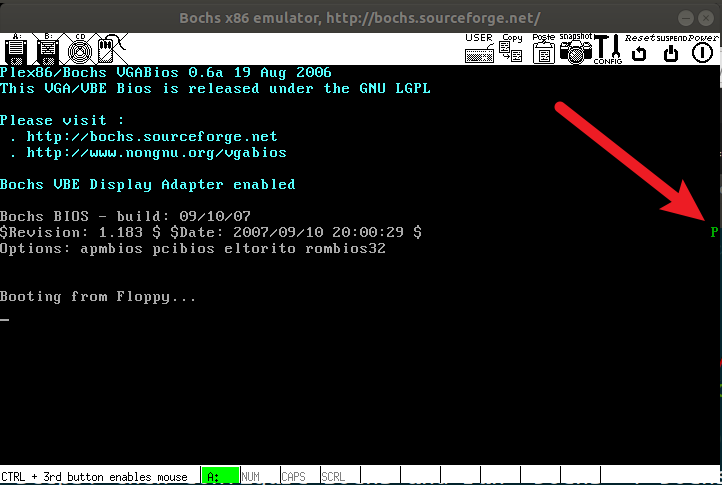 Bochs x86 emulator, http://bochs.sourceforge.net/
A: B: CD USER Copy Paste snapshot CONFIG Reset SUSPEND Power
Plex86/Bochs VGABios 0.6a 19 Aug 2006
This VGA/VBE Bios is released under the GNU LGPL
Please visit :
. http://bochs.sourceforge.net
. http://www.nongnu.org/vgabios
Bochs VBE Display Adapter enabled
Bochs BIOS - build: 09/10/07
$Revision: 1.183 $ $Date: 2007/09/10 20:00:29 $ P
Options: apmbios pcibios eltorito rombios32
Booting from Floppy...
_
CTRL + 3rd button enables mouse A: NUM CAPS SCRL